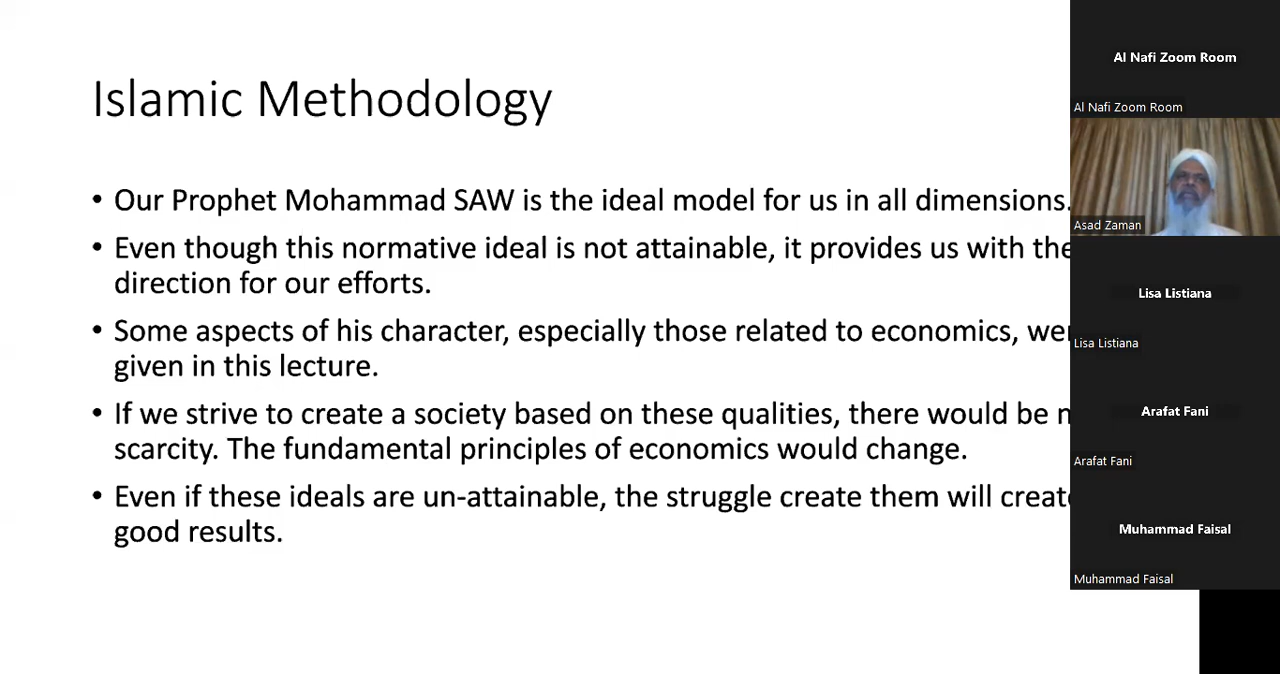 Islamic Methodology
• Our Prophet Mohammad SAW is the ideal model for us in all dimensions.
• Even though this normative ideal is not attainable, it provides us with the
direction for our efforts.
• Some aspects of his character, especially those related to economics,
given in this lecture.
• If we strive to create a society based on these qualities, there would be
scarcity. The fundamental principles of economics would change.
• Even if these ideals are un-attainable, the struggle create them will create
good results.
Al Nafi Zoom Room
Al Nafi Zoom Room
Asad Zaman
Lisa Listiana
Lisa Listiana
Arafat Fani
Arafat Fani
Muhammad Faisal
Muhammad Faisal